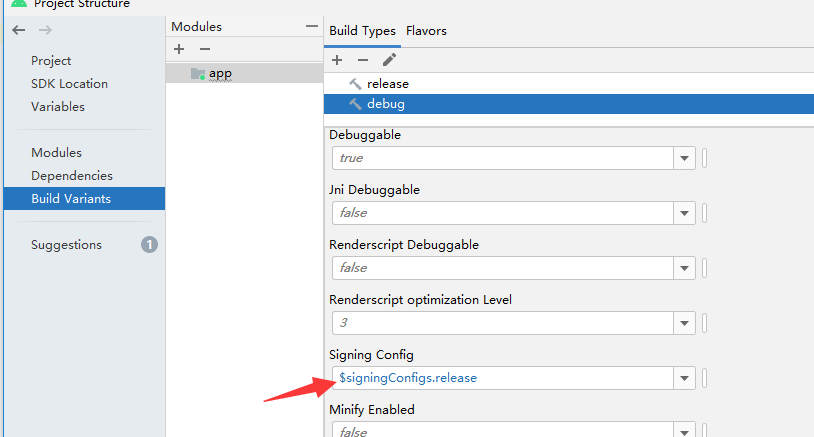 Project Structure
Project
SDK Location
Variables
Modules
Dependencies
Build Variants
Suggestions
1
Modules
app
Build Types
Flavors
release
debug
Debuggable
true
Jni Debuggable
false
Renderscript Debuggable
false
Renderscript optimization Level
3
Signing Config
$signingConfigs.release
Minify Enabled
false